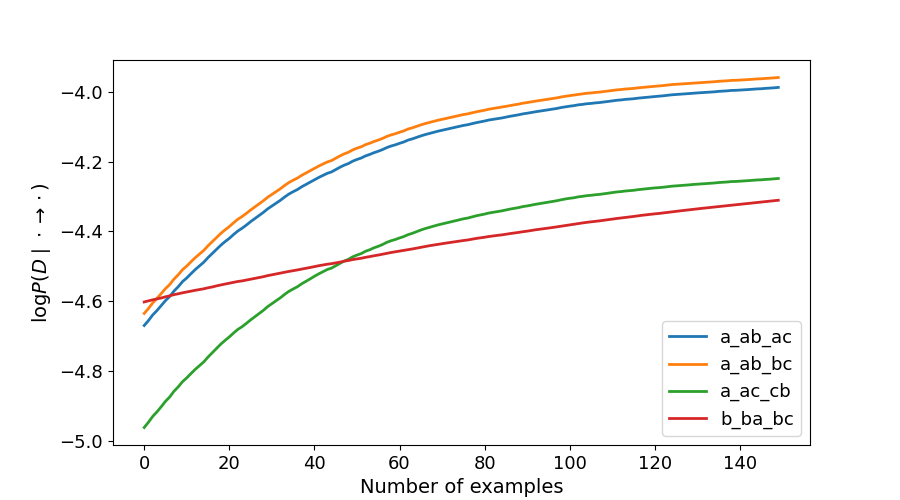 log P(D | · → · )
−4.0
−4.2
−4.4
−4.6
−4.8
−5.0
0 20 40 60 80 100 120 140
Number of examples
a_ab_ac
a_ab_bc
a_ac_cb
b_ba_bc